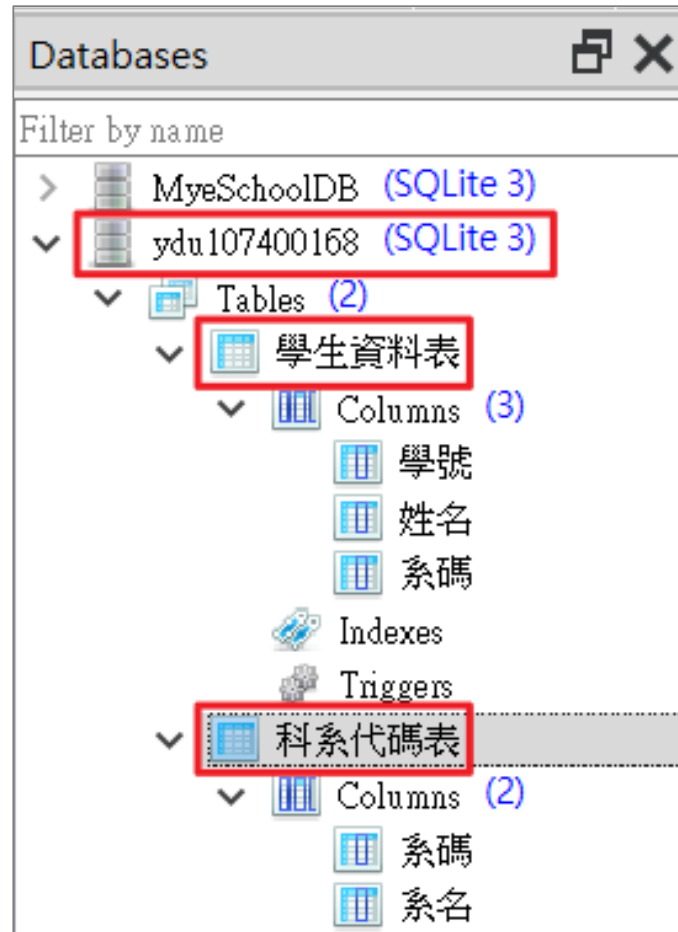 Databases
Filter by name
MyeSchoolDB (SQLite 3)
ydu107400168 (SQLite 3)
Tables (2)
學生資料表
Columns (3)
學號
姓名
系碼
Indexes
Triggers
科系代碼表
Columns (2)
系碼
系名